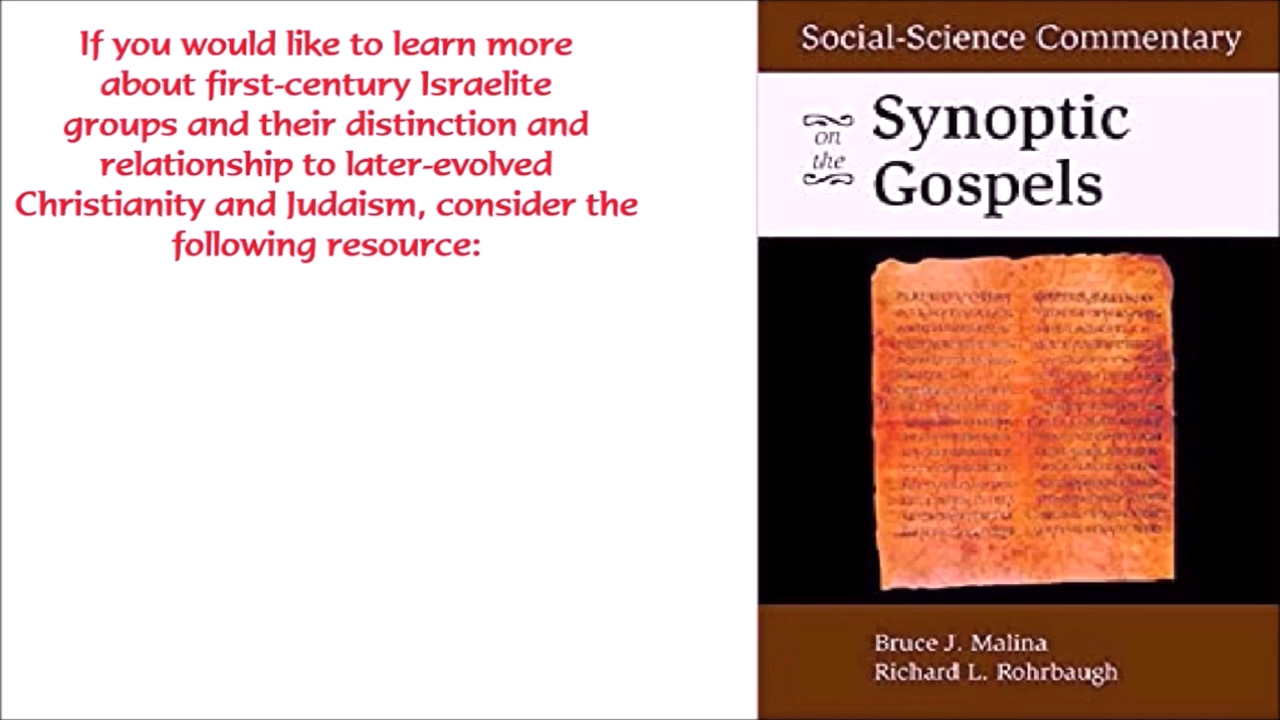 If you would like to learn more
about first-century Israelite
groups and their distinction and
relationship to later-evolved
Christianity and Judaism, consider the
following resource:
Social-Science Commentary
on
the
Synoptic
Gospels
Bruce J. Malina
Richard L. Rohrbaugh